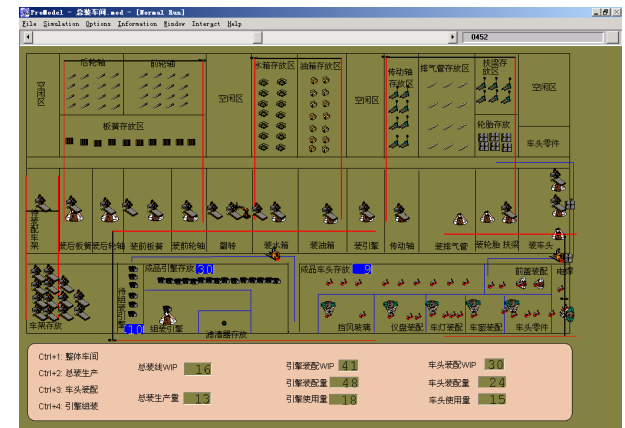 ProModel - 总装车间.mod - [Normal Run]
File Simulation Options Information Window Interact Help
0452
空闲区
后轮轴
前轮轴
板簧存放区
空闲区
水箱存放区
油箱存放区
空闲区
传动轴存放区
排气管存放区
扶梁存放区
轮胎存放
空闲区
车头零件
待装配车架
装后板簧
装后轮轴
装前板簧
装前轮轴
翻转
装水箱
装油箱
装引擎
传动轴
装排气管
装轮胎
扶梁
装车头
车架存放
待组装引擎
10
成品引擎存放
30
组装引擎
滤清器存放
成品车头存放
9
挡风玻璃
仪盘装配
车灯装配
车窗装配
车头零件
前盖装配
电焊
Ctrl+1: 整体车间
Ctrl+2: 总装生产
Ctrl+3: 车头装配
Ctrl+4: 引擎组装
总装线WIP 16
总装生产量 13
引擎装配WIP 41
引擎装配量 48
引擎使用量 18
车头装配WIP 30
车头装配量 24
车头使用量 15